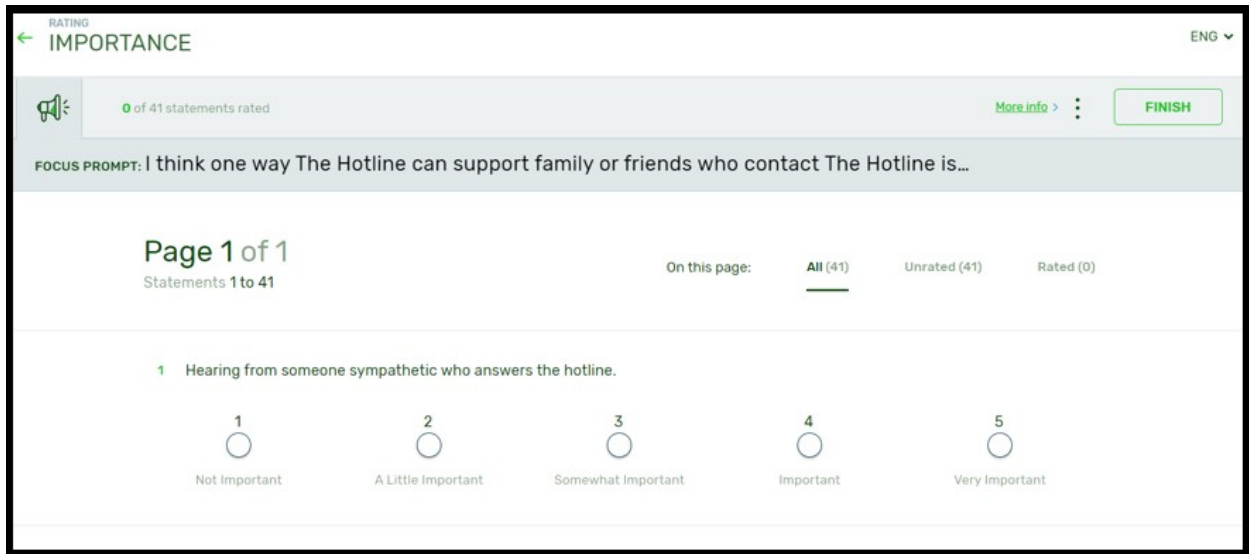 RATING
IMPORTANCE
ENG
0 of 41 statements rated
More info >
FINISH
FOCUS PROMPT: I think one way The Hotline can support family or friends who contact The Hotline is…
Page 1 of 1
Statements 1 to 41
On this page: All (41) Unrated (41) Rated (0)
1 Hearing from someone sympathetic who answers the hotline.
1 2 3 4 5
Not Important A Little Important Somewhat Important Important Very Important